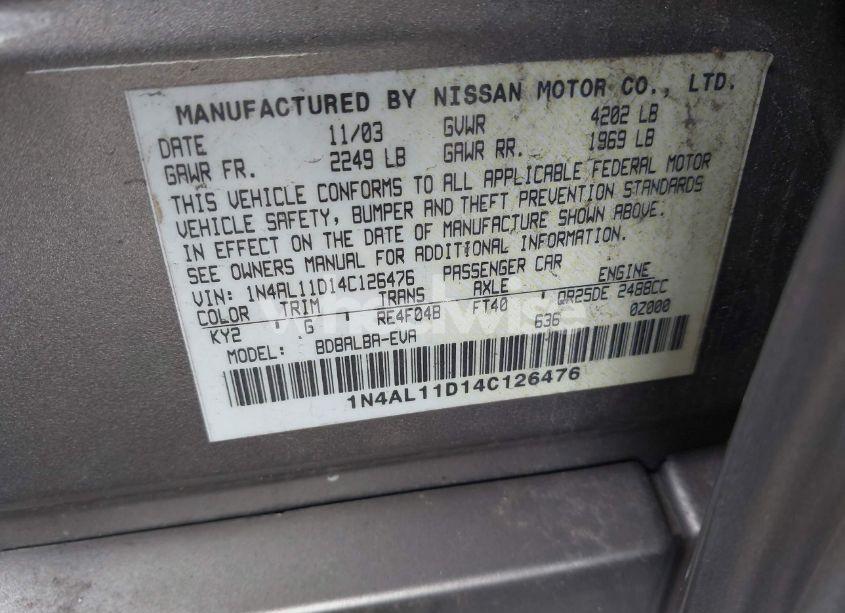 MANUFACTURED BY NISSAN MOTOR CO., LTD.
DATE 11/03 GVWR 4202 LB
GAWR FR. 2249 LB GAWR RR. 1969 LB
THIS VEHICLE CONFORMS TO ALL APPLICABLE FEDERAL MOTOR
VEHICLE SAFETY, BUMPER AND THEFT PREVENTION STANDARDS
IN EFFECT ON THE DATE OF MANUFACTURE SHOWN ABOVE.
SEE OWNERS MANUAL FOR ADDITIONAL INFORMATION.
VIN: 1N4AL11D14C126476 PASSENGER CAR
COLOR TRIM TRANS AXLE ENGINE
KY2 G RE4F04B FT40 QR25DE 2488CC
MODEL: BDBALBA-EVA 636 0Z000
1N4AL11D14C126476